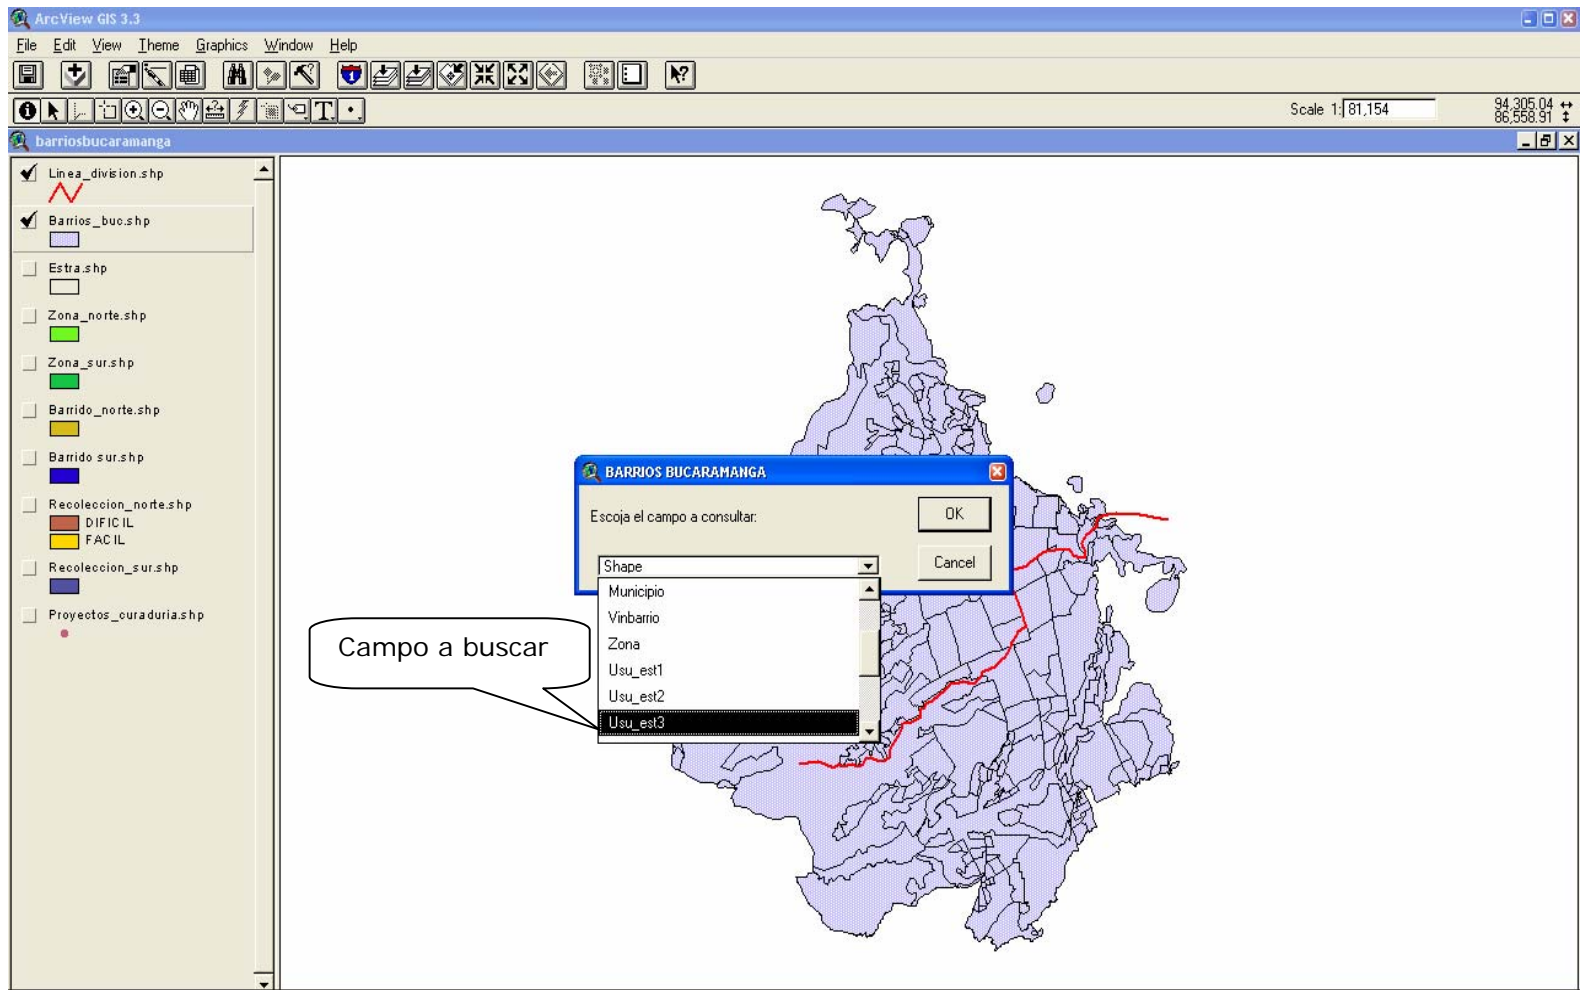 ArcView GIS 3.3
File Edit View Theme Graphics Window Help
Scale 1: 81,154
94,305.04
86,558.91
barriosbucaramanga
Linea_division.shp
Barrios_buc.shp
Estra.shp
Zona_norte.shp
Zona_sur.shp
Barrido_norte.shp
Barrido sur.shp
Recoleccion_norte.shp
DIFICIL
FACIL
Recoleccion_sur.shp
Proyectos_curaduria.shp
BARRIOS BUCARAMANGA
Escoja el campo a consultar:
OK
Cancel
Shape
Municipio
Vinbarrio
Zona
Usu_est1
Usu_est2
Usu_est3
Campo a buscar